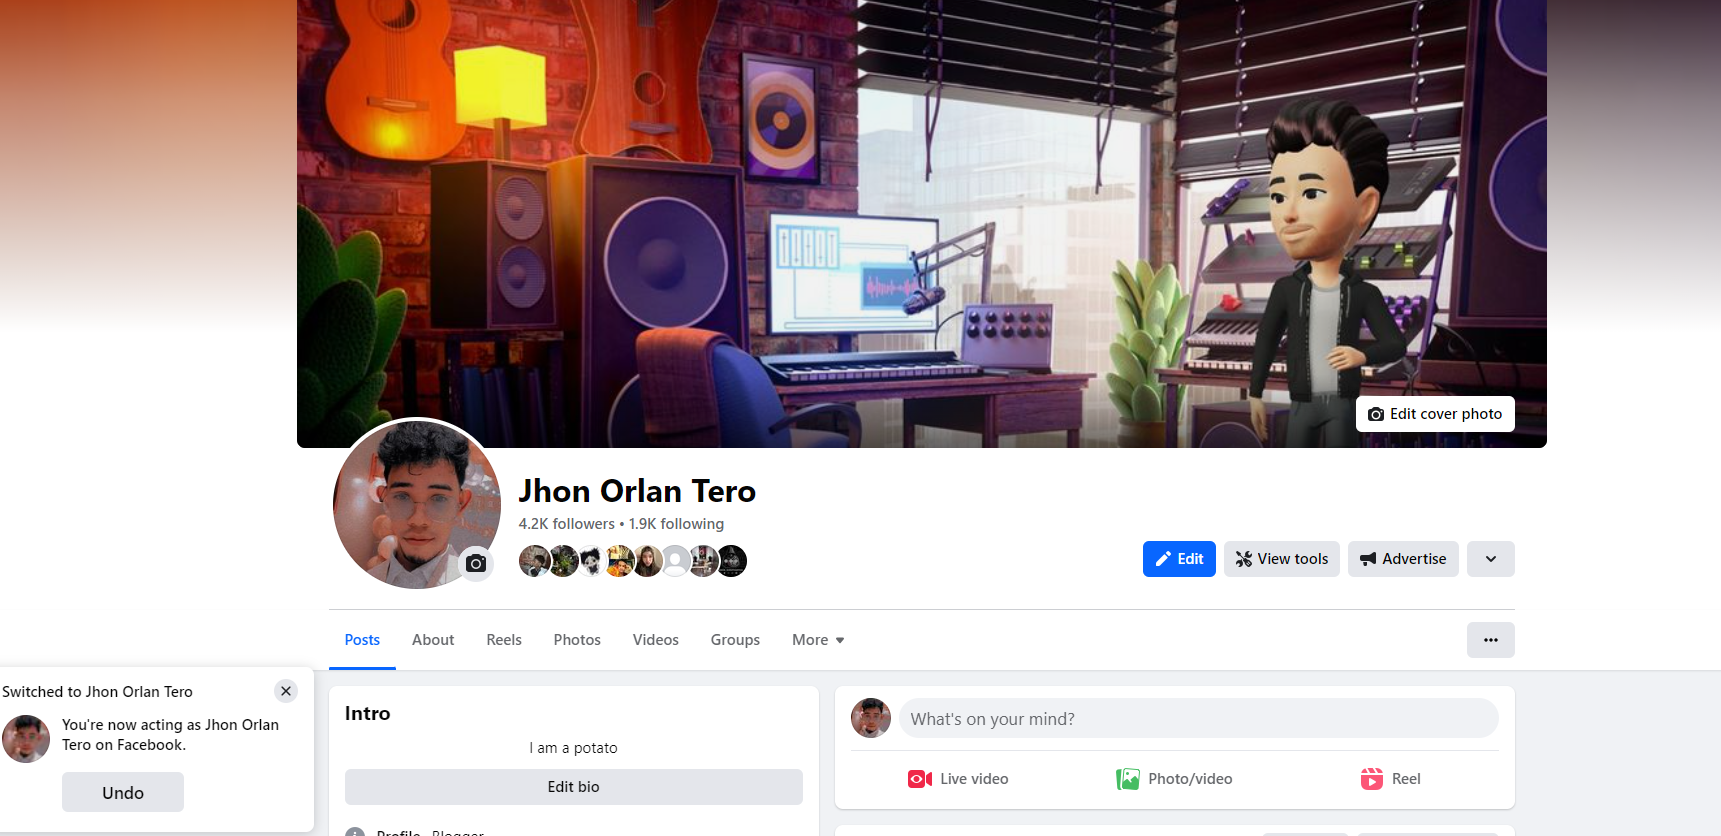 Edit cover photo
Jhon Orlan Tero
4.2K followers • 1.9K following
Edit
View tools
Advertise
Posts
About
Reels
Photos
Videos
Groups
More
Switched to Jhon Orlan Tero
You're now acting as Jhon Orlan
Tero on Facebook.
Undo
Intro
I am a potato
Edit bio
Profile · Blogger
What's on your mind?
Live video
Photo/video
Reel